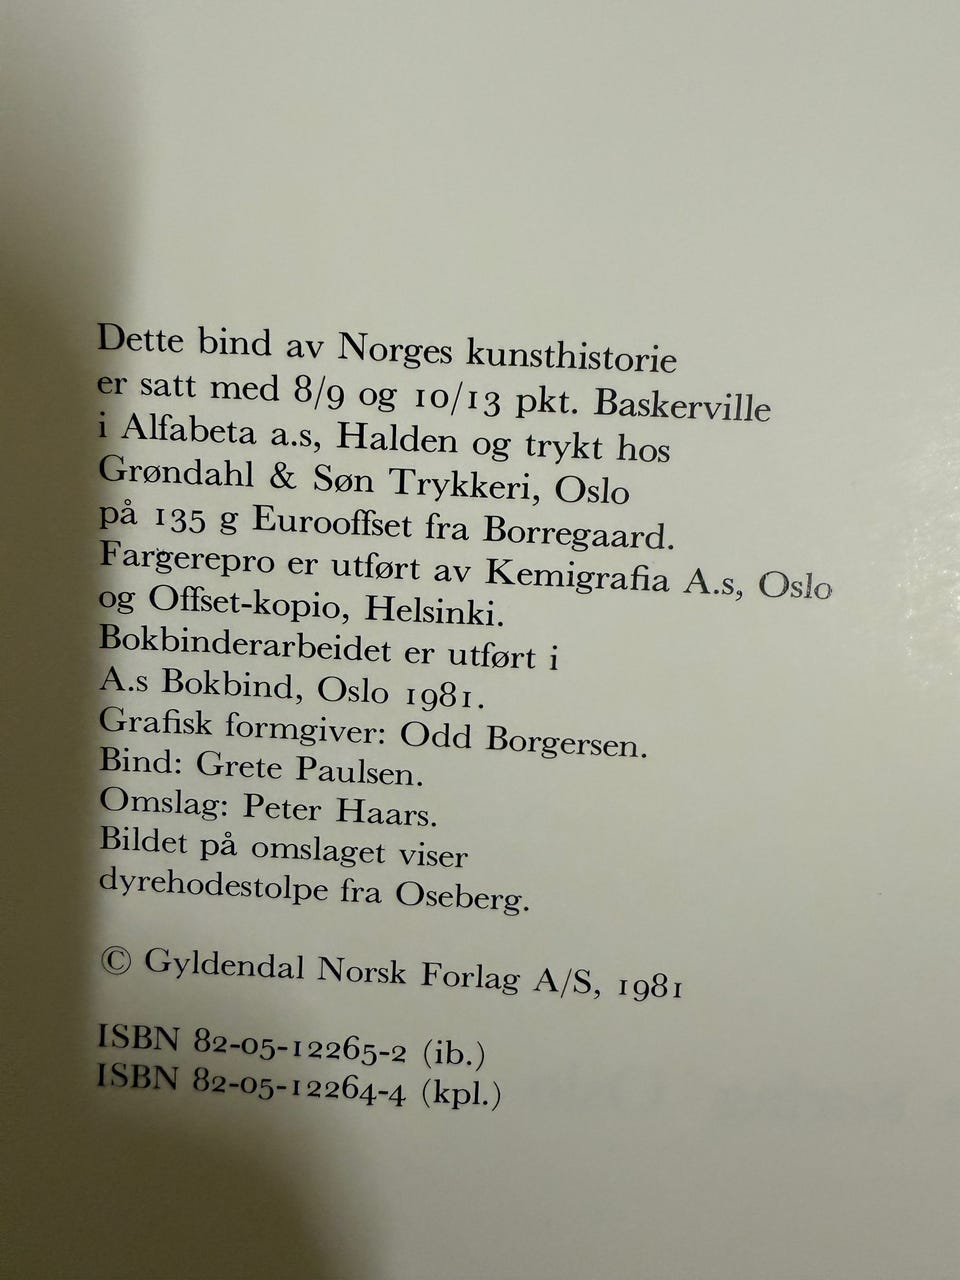 Dette bind av Norges kunsthistorie
er satt med 8/9 og 10/13 pkt. Baskerville
i Alfabeta a.s, Halden og trykt hos
Grøndahl & Søn Trykkeri, Oslo
på 135 g Eurooffset fra Borregaard.
Fargerepro er utført av Kemigrafia A.s, Oslo
og Offset-kopio, Helsinki.
Bokbinderarbeidet er utført i
A.s Bokbind, Oslo 1981.
Grafisk formgiver: Odd Borgersen.
Bind: Grete Paulsen.
Omslag: Peter Haars.
Bildet på omslaget viser
dyrehodestolpe fra Oseberg.
© Gyldendal Norsk Forlag A/S, 1981
ISBN 82-05-12265-2 (ib.)
ISBN 82-05-12264-4 (kpl.)